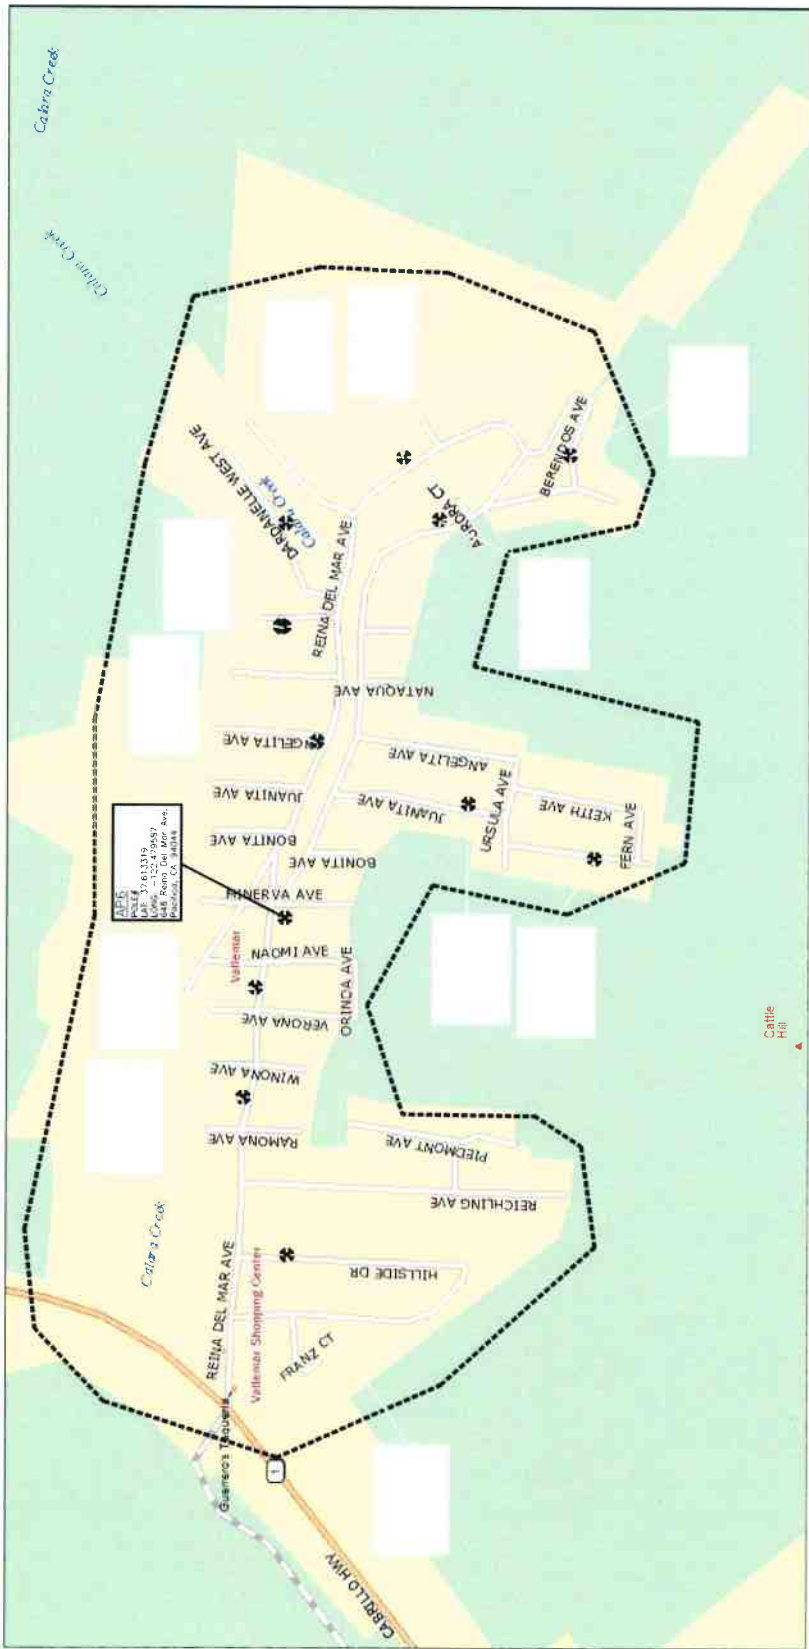 Calera Creek
Calera Creek
DARDANELLE WEST AVE
Calera Creek
REINA DEL MAR AVE
AURORA CT
BERENDOS AVE
NATAQUA AVE
ANGELITA AVE
ANGELITA AVE
JUANITA AVE
JUANITA AVE
URSULA AVE
KEITH AVE
FERN AVE
BONITA AVE
BONITA AVE
MINERVA AVE
POLE#
LAT: 37.613319
LONG: -122.479587
648 Reina Del Mar Ave.
Pacifica, CA 94044
Vallemar
NAOMI AVE
ORINDA AVE
VERONA AVE
WINONA AVE
RAMONA AVE
PIEDMONT AVE
REICHLING AVE
Calera Creek
REINA DEL MAR AVE
Vallemar Shopping Center
HILLSIDE DR
FRANZ CT
Guerrero's Taqueria
1
CABRILLO HWY
Cattle
Hill